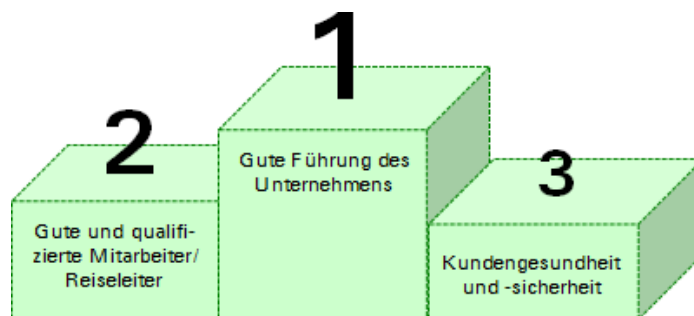 1
Gute Führung des
Unternehmens
2
Gute und qualifi-
zierte Mitarbeiter/
Reiseleiter
3
Kundengesundheit
und -sicherheit